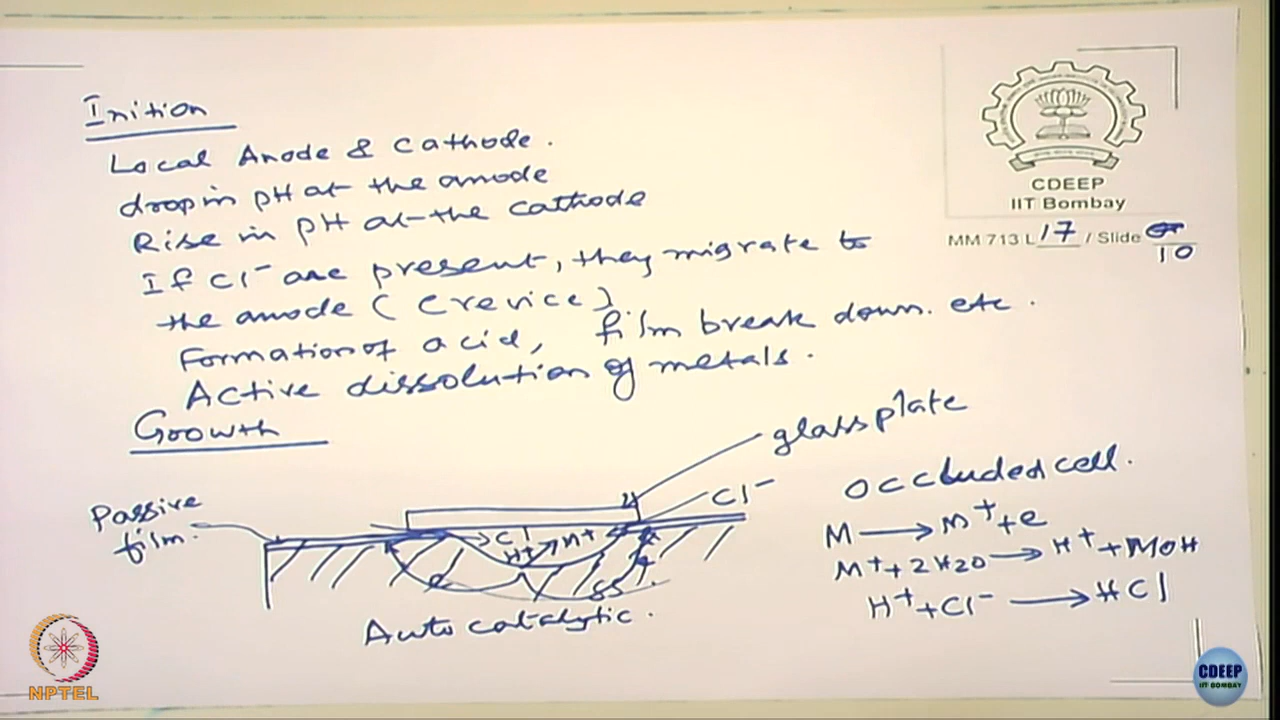 Inition
Local Anode & cathode.
drop in pH at the anode
Rise in pH at the cathode
If Cl⁻ are present, they migrate to
the anode (Crevice)
Formation of acid, film break down. etc.
Active dissolution of metals.
Growth
glass plate
Passive
film.
Cl⁻
Cl
H⁺
M⁺
e
SS
Auto catalytic.
Occluded cell.
M → M⁺ + e
M⁺ + 2H2O → H⁺ + MOH
H⁺ + Cl⁻ → HCl
CDEEP
IIT Bombay
MM 713 L 17 / Slide
10
NPTEL
CDEEP
IIT BOMBAY